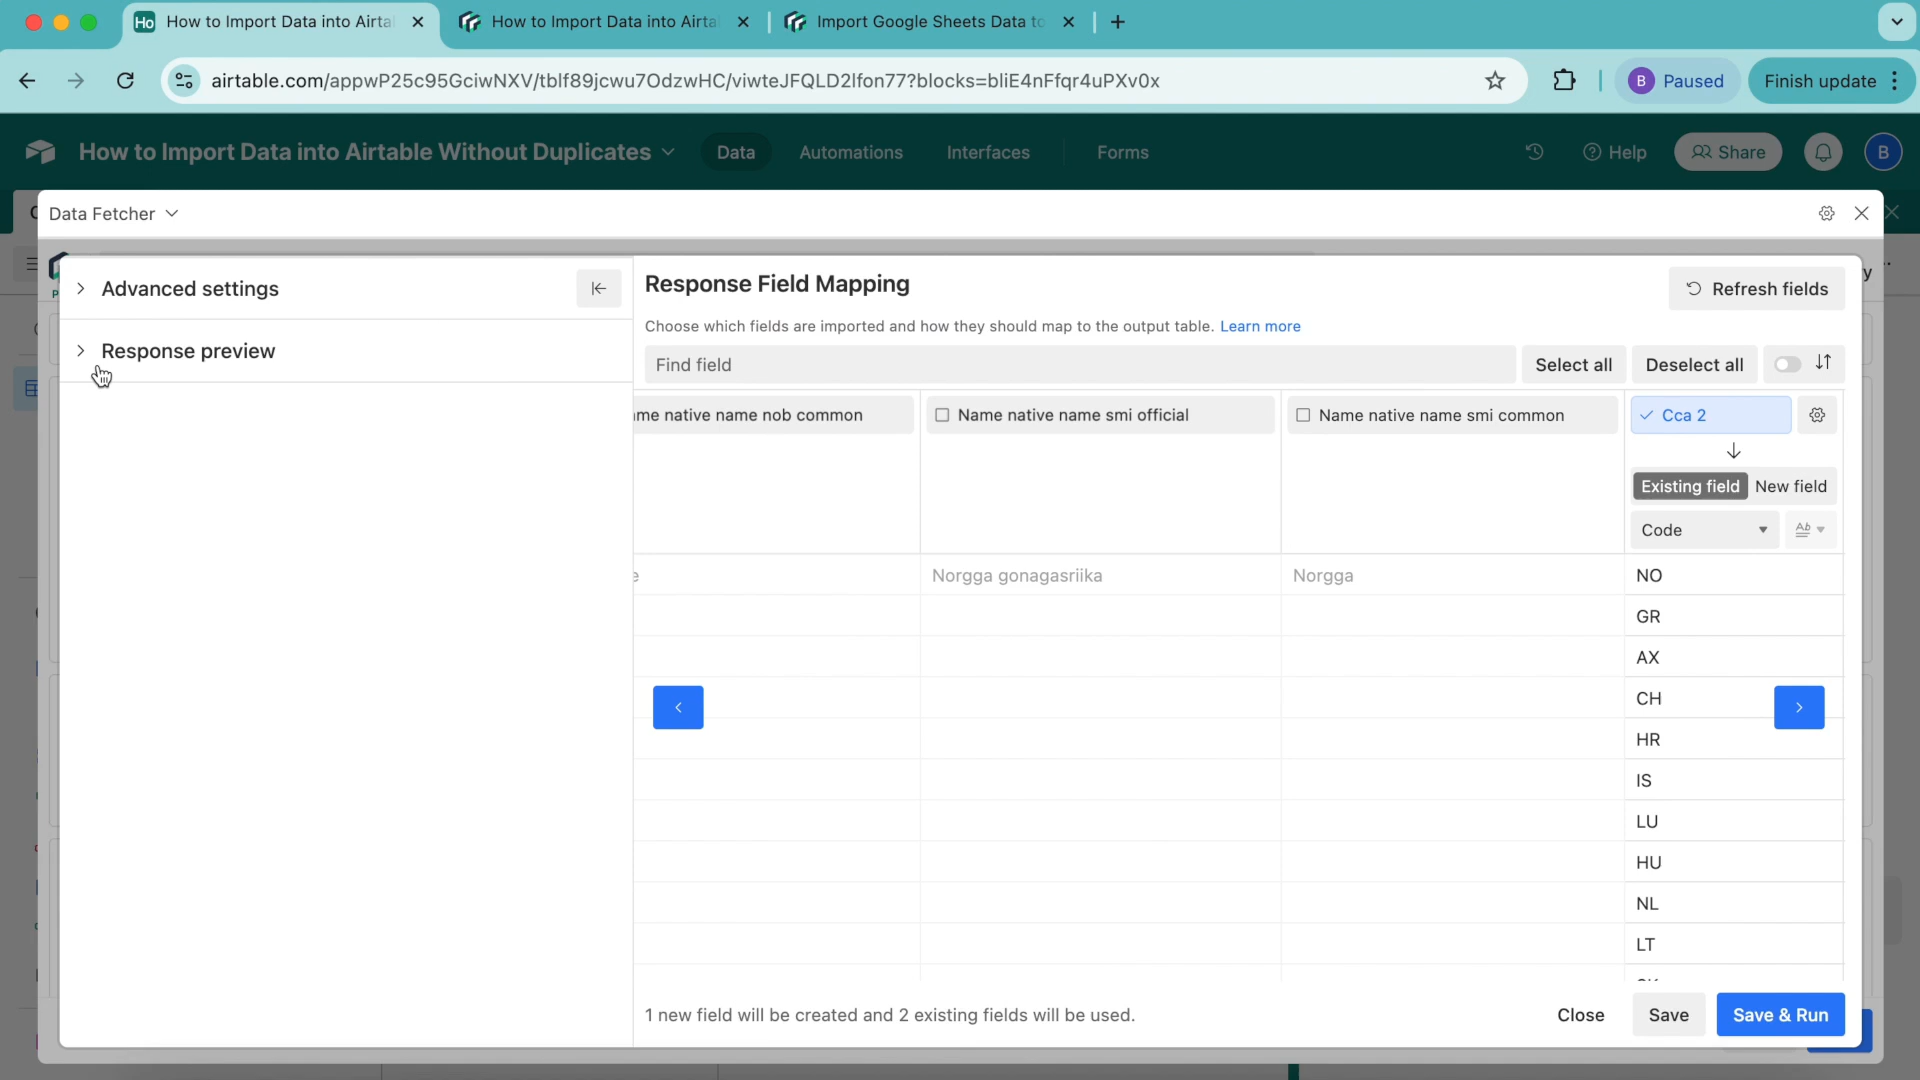 Ho How to Import Data into Airta
How to Import Data into Airta
Import Google Sheets Data to
airtable.com/appwP25c95GciwNXV/tblf89jcwu7OdzwHC/viwteJFQLD2lfon77?blocks=bliE4nFfqr4uPXv0x
B Paused
Finish update
How to Import Data into Airtable Without Duplicates
Data
Automations
Interfaces
Forms
Help
Share
B
Data Fetcher
Advanced settings
Response preview
Response Field Mapping
Refresh fields
Choose which fields are imported and how they should map to the output table. Learn more
Find field
Select all
Deselect all
me native name nob common
Name native name smi official
Name native name smi common
Cca 2
Existing field
New field
Code
Ab
e
Norgga gonagasriika
Norgga
NO
GR
AX
CH
HR
IS
LU
HU
NL
LT
1 new field will be created and 2 existing fields will be used.
Close
Save
Save & Run